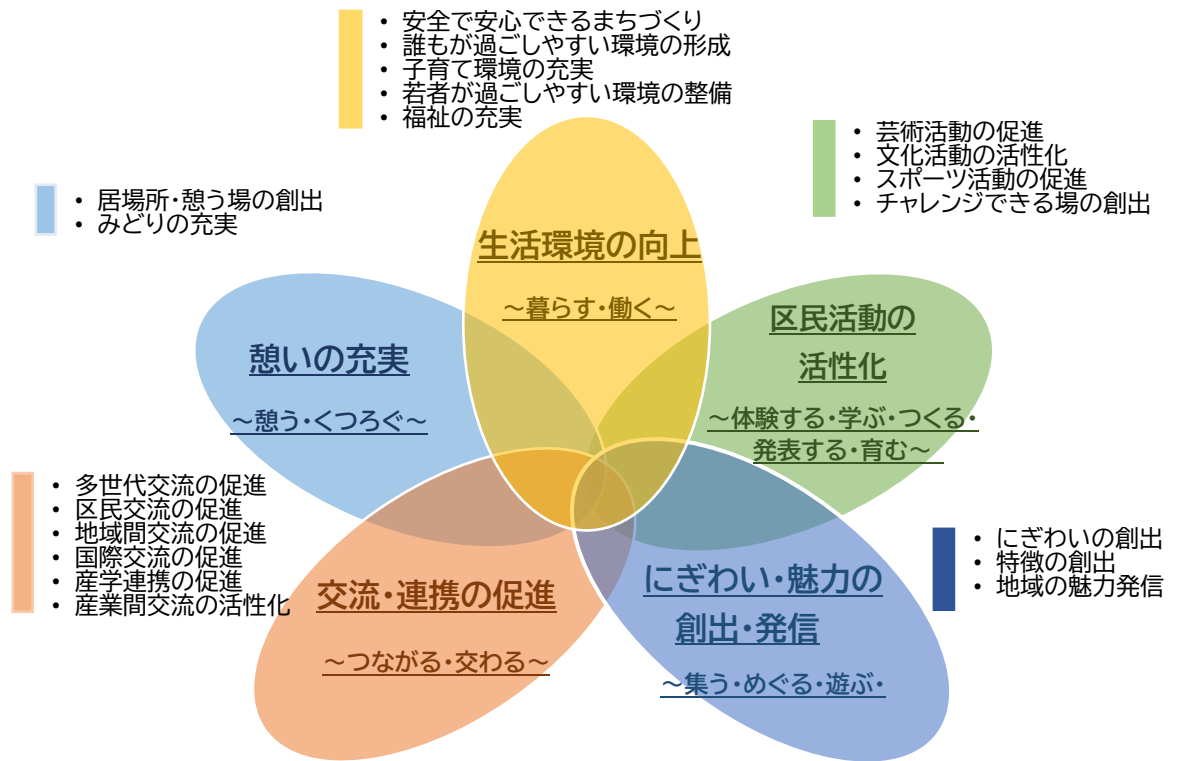 • 安全で安心できるまちづくり
• 誰もが過ごしやすい環境の形成
• 子育て環境の充実
• 若者が過ごしやすい環境の整備
• 福祉の充実
• 芸術活動の促進
• 文化活動の活性化
• スポーツ活動の促進
• チャレンジできる場の創出
• 居場所・憩う場の創出
• みどりの充実
生活環境の向上
～暮らす・働く～
区民活動の
活性化
～体験する・学ぶ・つくる・
発表する・育む～
憩いの充実
～憩う・くつろぐ～
• 多世代交流の促進
• 区民交流の促進
• 地域間交流の促進
• 国際交流の促進
• 産学連携の促進
• 産業間交流の活性化
交流・連携の促進
～つながる・交わる～
にぎわい・魅力の
創出・発信
～集う・めぐる・遊ぶ・
• にぎわいの創出
• 特徴の創出
• 地域の魅力発信